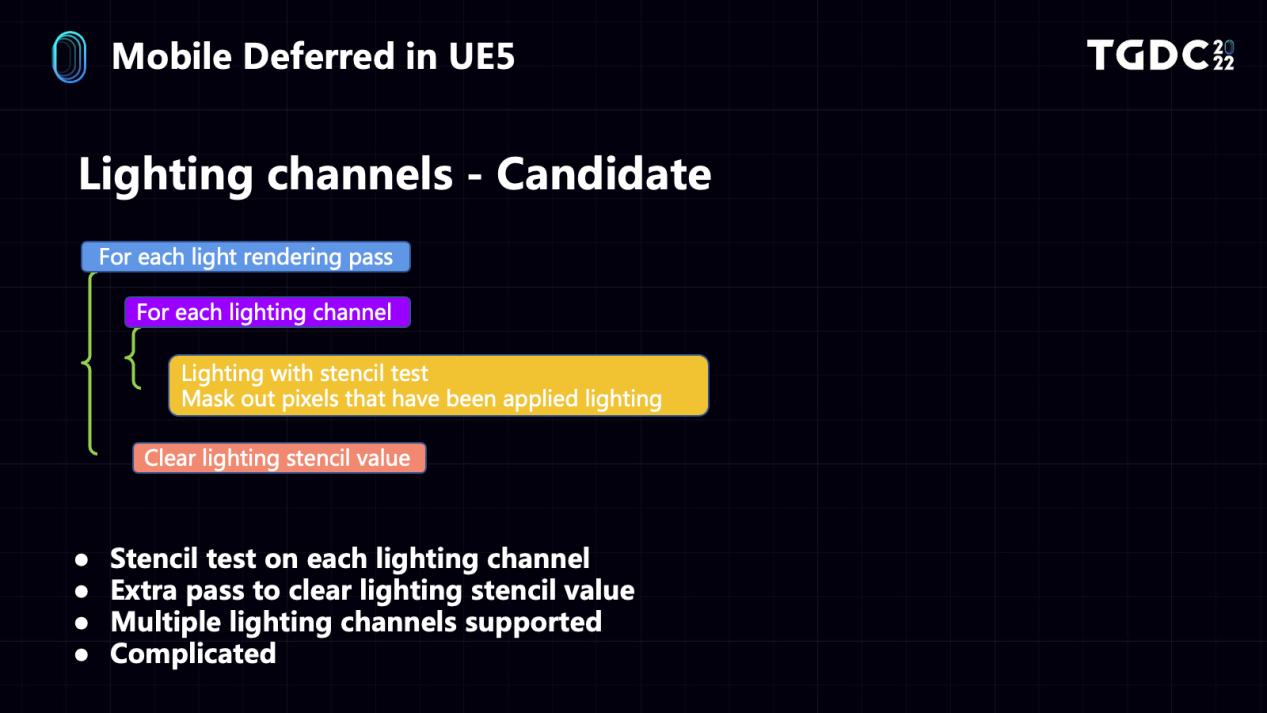 Mobile Deferred in UE5
TGDC 20
22
Lighting channels - Candidate
For each light rendering pass
For each lighting channel
Lighting with stencil test
Mask out pixels that have been applied lighting
Clear lighting stencil value
● Stencil test on each lighting channel
● Extra pass to clear lighting stencil value
● Multiple lighting channels supported
● Complicated